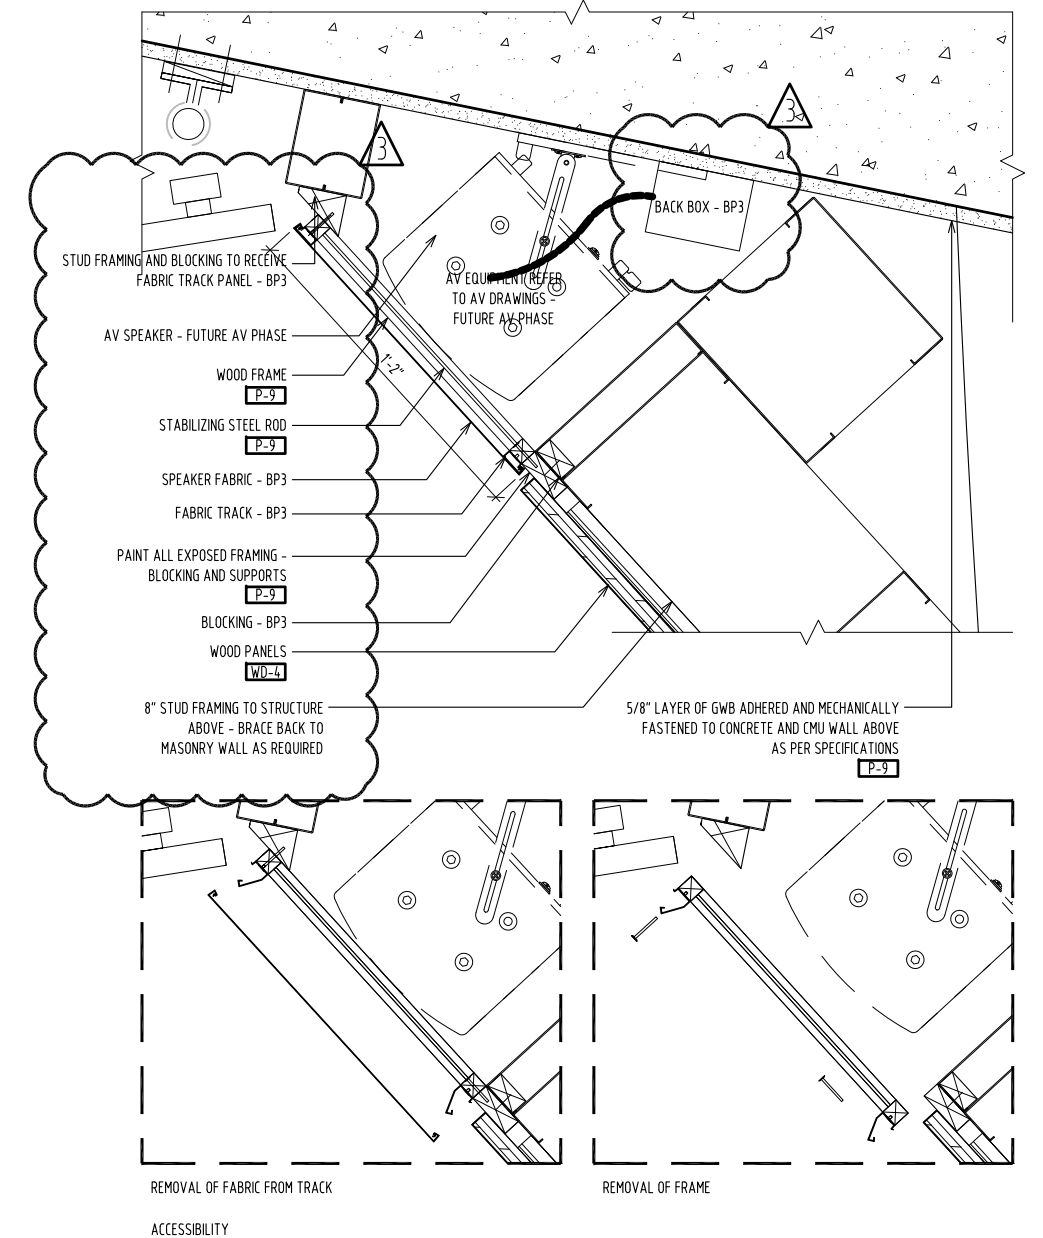 3
3
BACK BOX - BP3
STUD FRAMING AND BLOCKING TO RECEIVE
FABRIC TRACK PANEL - BP3
AV EQUIPMENT REFER
TO AV DRAWINGS -
FUTURE AV PHASE
AV SPEAKER - FUTURE AV PHASE
1'-2"
WOOD FRAME
P-9
STABILIZING STEEL ROD
P-9
SPEAKER FABRIC - BP3
FABRIC TRACK - BP3
PAINT ALL EXPOSED FRAMING -
BLOCKING AND SUPPORTS
P-9
BLOCKING - BP3
WOOD PANELS
WD-4
8" STUD FRAMING TO STRUCTURE
ABOVE - BRACE BACK TO
MASONRY WALL AS REQUIRED
5/8" LAYER OF GWB ADHERED AND MECHANICALLY
FASTENED TO CONCRETE AND CMU WALL ABOVE
AS PER SPECIFICATIONS
P-9
REMOVAL OF FABRIC FROM TRACK
REMOVAL OF FRAME
ACCESSIBILITY